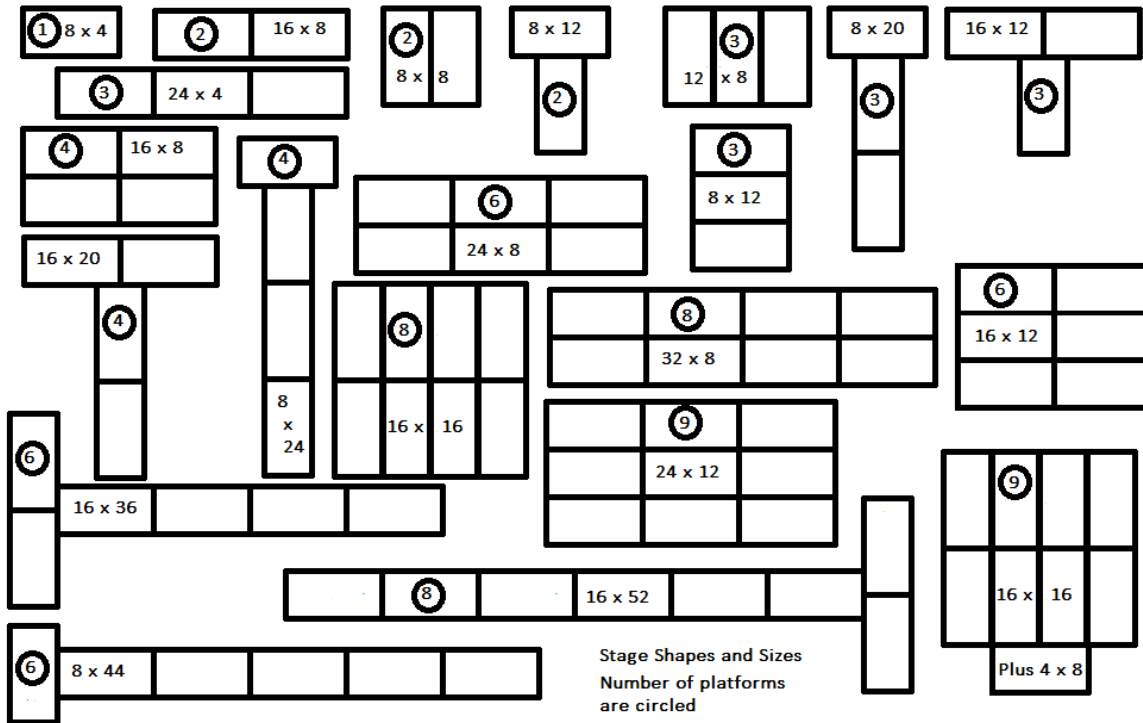 1 8 x 4
2 16 x 8
2
8 x 8
8 x 12
2
3
12 x 8
8 x 20
3
16 x 12
3
3 24 x 4
4 16 x 8
4
8
x
24
6
24 x 8
3
8 x 12
16 x 20
4
8
16 x 16
8
32 x 8
6
16 x 12
6
16 x 36
9
24 x 12
9
16 x 16
Plus 4 x 8
8 16 x 52
6 8 x 44
Stage Shapes and Sizes
Number of platforms
are circled